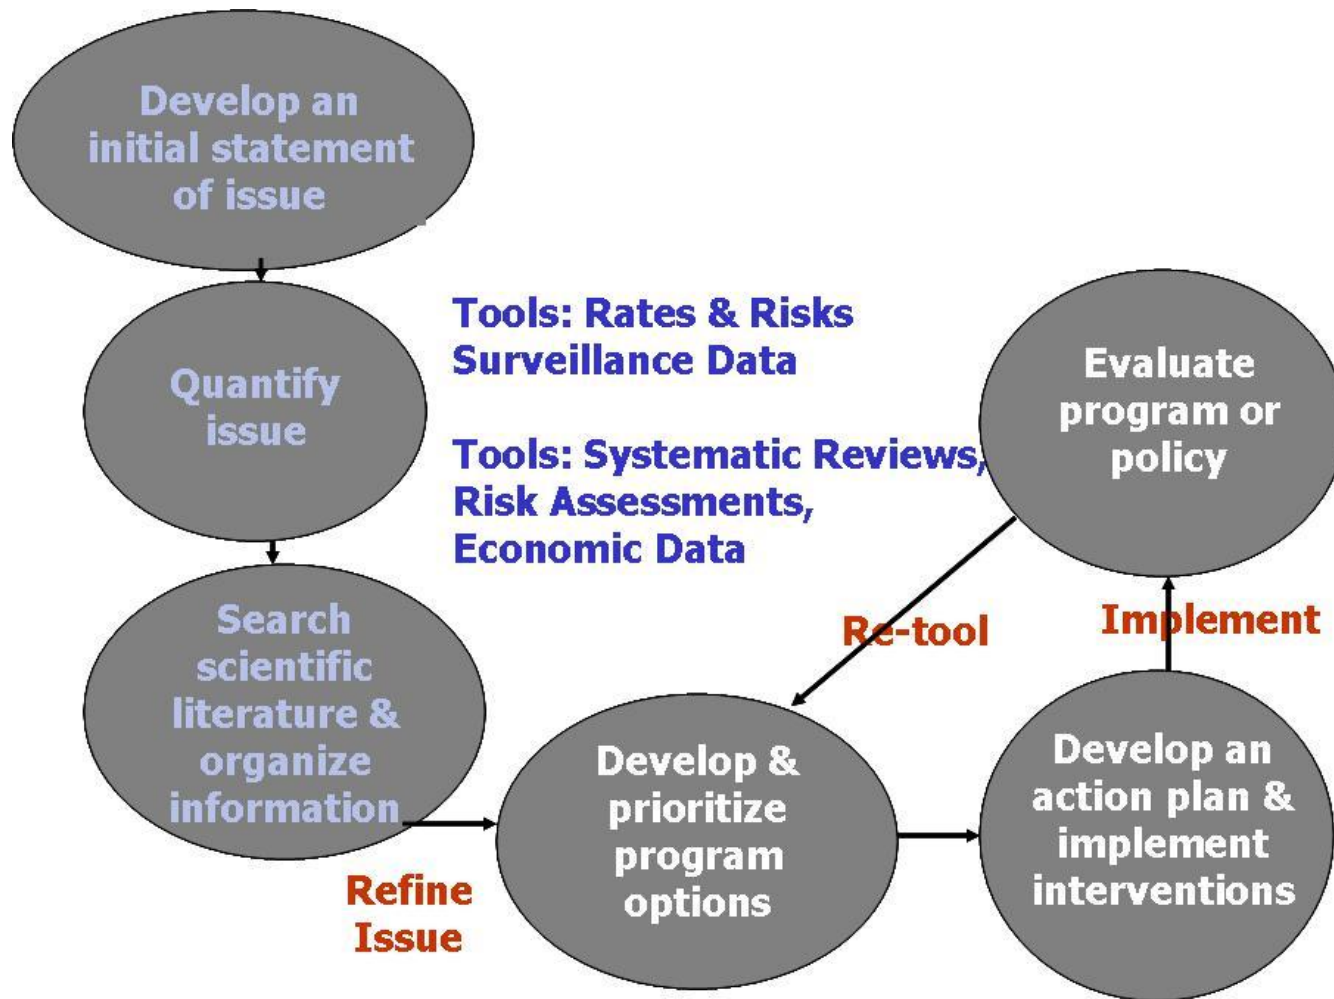 Develop an
initial statement
of issue
Quantify
issue
Tools: Rates & Risks
Surveillance Data
Tools: Systematic Reviews,
Risk Assessments,
Economic Data
Search
scientific
literature &
organize
information
Refine
Issue
Develop &
prioritize
program
options
Develop an
action plan &
implement
interventions
Implement
Evaluate
program or
policy
Re-tool